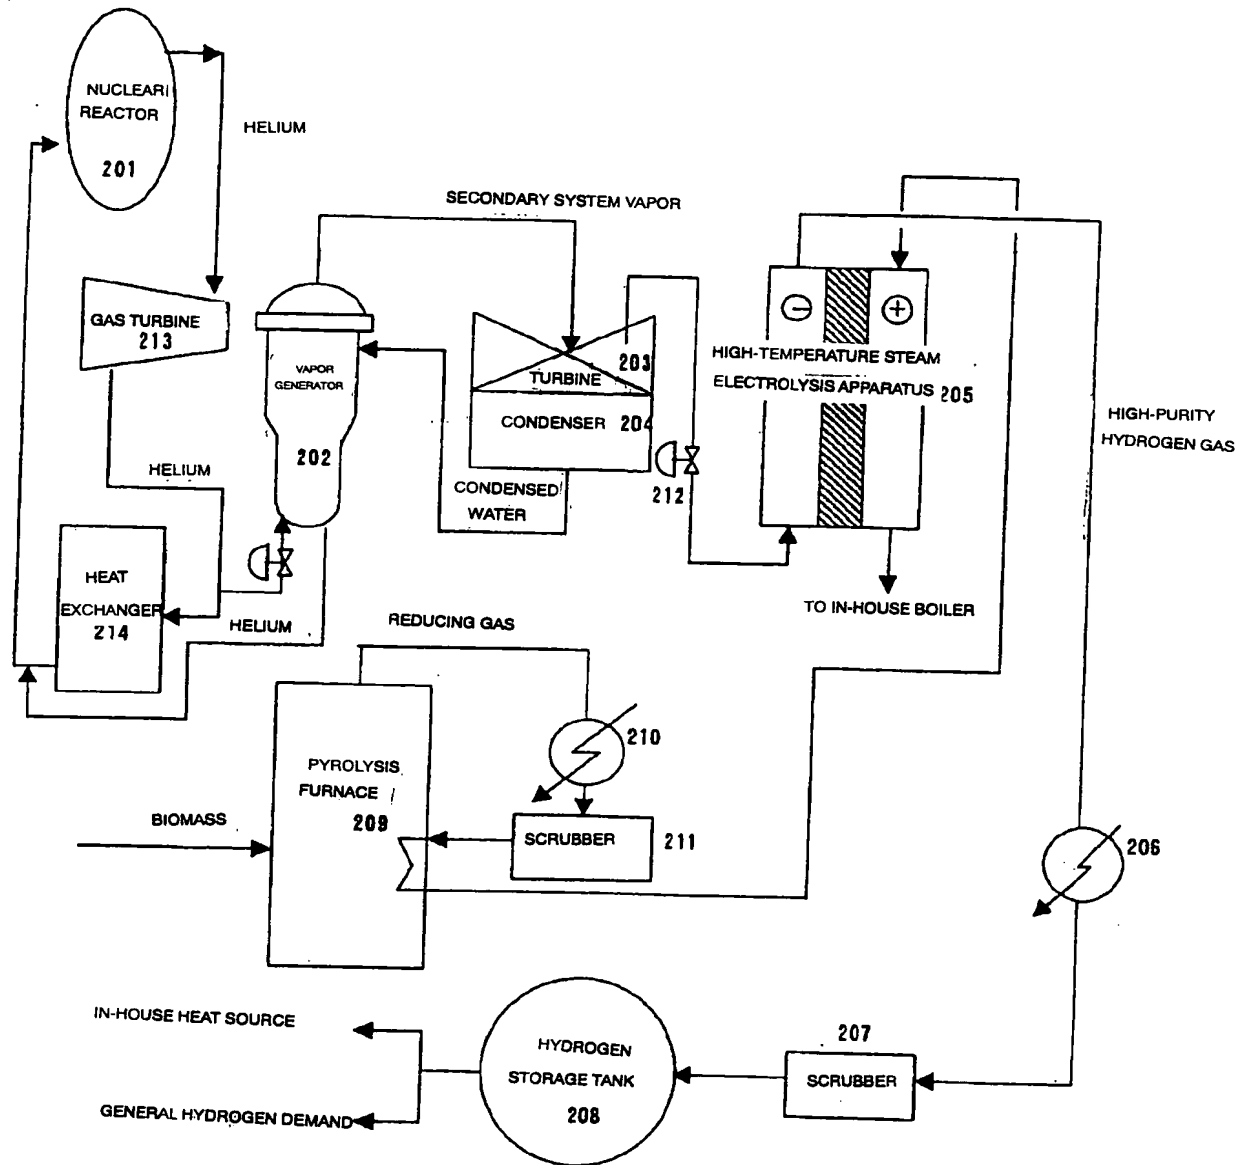 NUCLEAR
REACTOR
201
HELIUM
SECONDARY SYSTEM VAPOR
GAS TURBINE
213
VAPOR
GENERATOR
202
203
TURBINE
CONDENSER 204
212
CONDENSED
WATER
− +
HIGH-TEMPERATURE STEAM
ELECTROLYSIS APPARATUS 205
HIGH-PURITY
HYDROGEN GAS
TO IN-HOUSE BOILER
HELIUM
HEAT
EXCHANGER
214
HELIUM
REDUCING GAS
210
PYROLYSIS
FURNACE
209
BIOMASS
SCRUBBER 211
206
IN-HOUSE HEAT SOURCE
GENERAL HYDROGEN DEMAND
HYDROGEN
STORAGE TANK
208
207
SCRUBBER